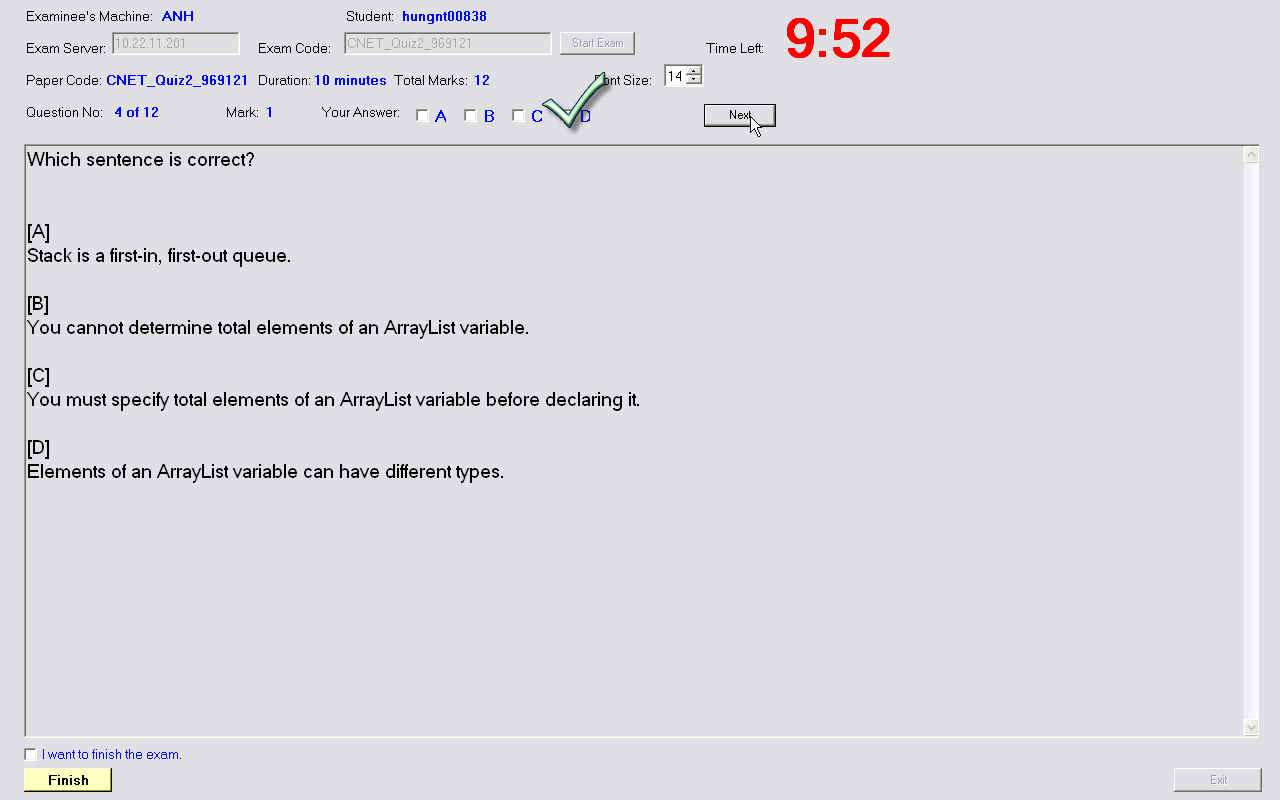 Examinee's Machine: ANH Student: hungnt00838
Exam Server: 10.22.11.201 Exam Code: CNET_Quiz2_969121 Start Exam Time Left: 9:52
Paper Code: CNET_Quiz2_969121 Duration: 10 minutes Total Marks: 12 Font Size: 14
Question No: 4 of 12 Mark: 1 Your Answer: A B C D Next
Which sentence is correct?
[A]
Stack is a first-in, first-out queue.
[B]
You cannot determine total elements of an ArrayList variable.
[C]
You must specify total elements of an ArrayList variable before declaring it.
[D]
Elements of an ArrayList variable can have different types.
I want to finish the exam.
Finish Exit